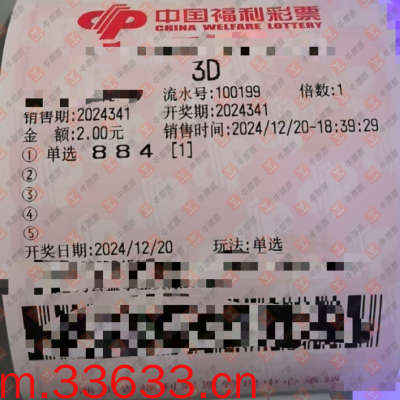 中国福利彩票
CHINA WELFARE LOTTERY
3D
流水号:100199 倍数:1
销售期:2024341 开奖期:2024341
金 额:2.00元 销售时间:2024/12/20-18:39:29
① 单选 8 8 4 [1]
②
③
④
⑤
开奖日期:2024/12/20 玩法:单选
m.33633.cn